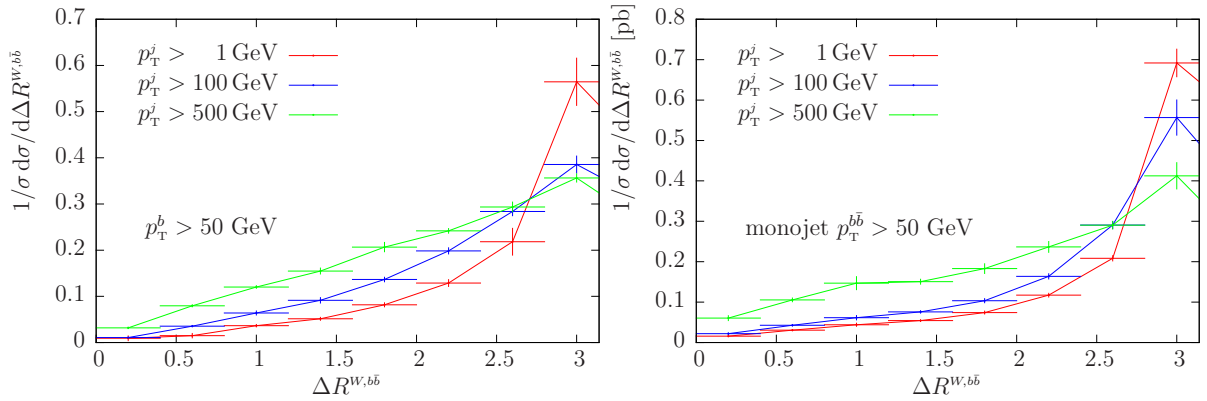 1/σ dσ/dΔR^{W,bb̄}
0.7
0.6
0.5
0.4
0.3
0.2
0.1
0
p_T^j > 1 GeV
p_T^j > 100 GeV
p_T^j > 500 GeV
p_T^b > 50 GeV
0 0.5 1 1.5 2 2.5 3
ΔR^{W,bb̄}
1/σ dσ/dΔR^{W,bb̄} [pb]
0.8
0.7
0.6
0.5
0.4
0.3
0.2
0.1
0
p_T^j > 1 GeV
p_T^j > 100 GeV
p_T^j > 500 GeV
monojet p_T^{bb̄} > 50 GeV
0 0.5 1 1.5 2 2.5 3
ΔR^{W,bb̄}